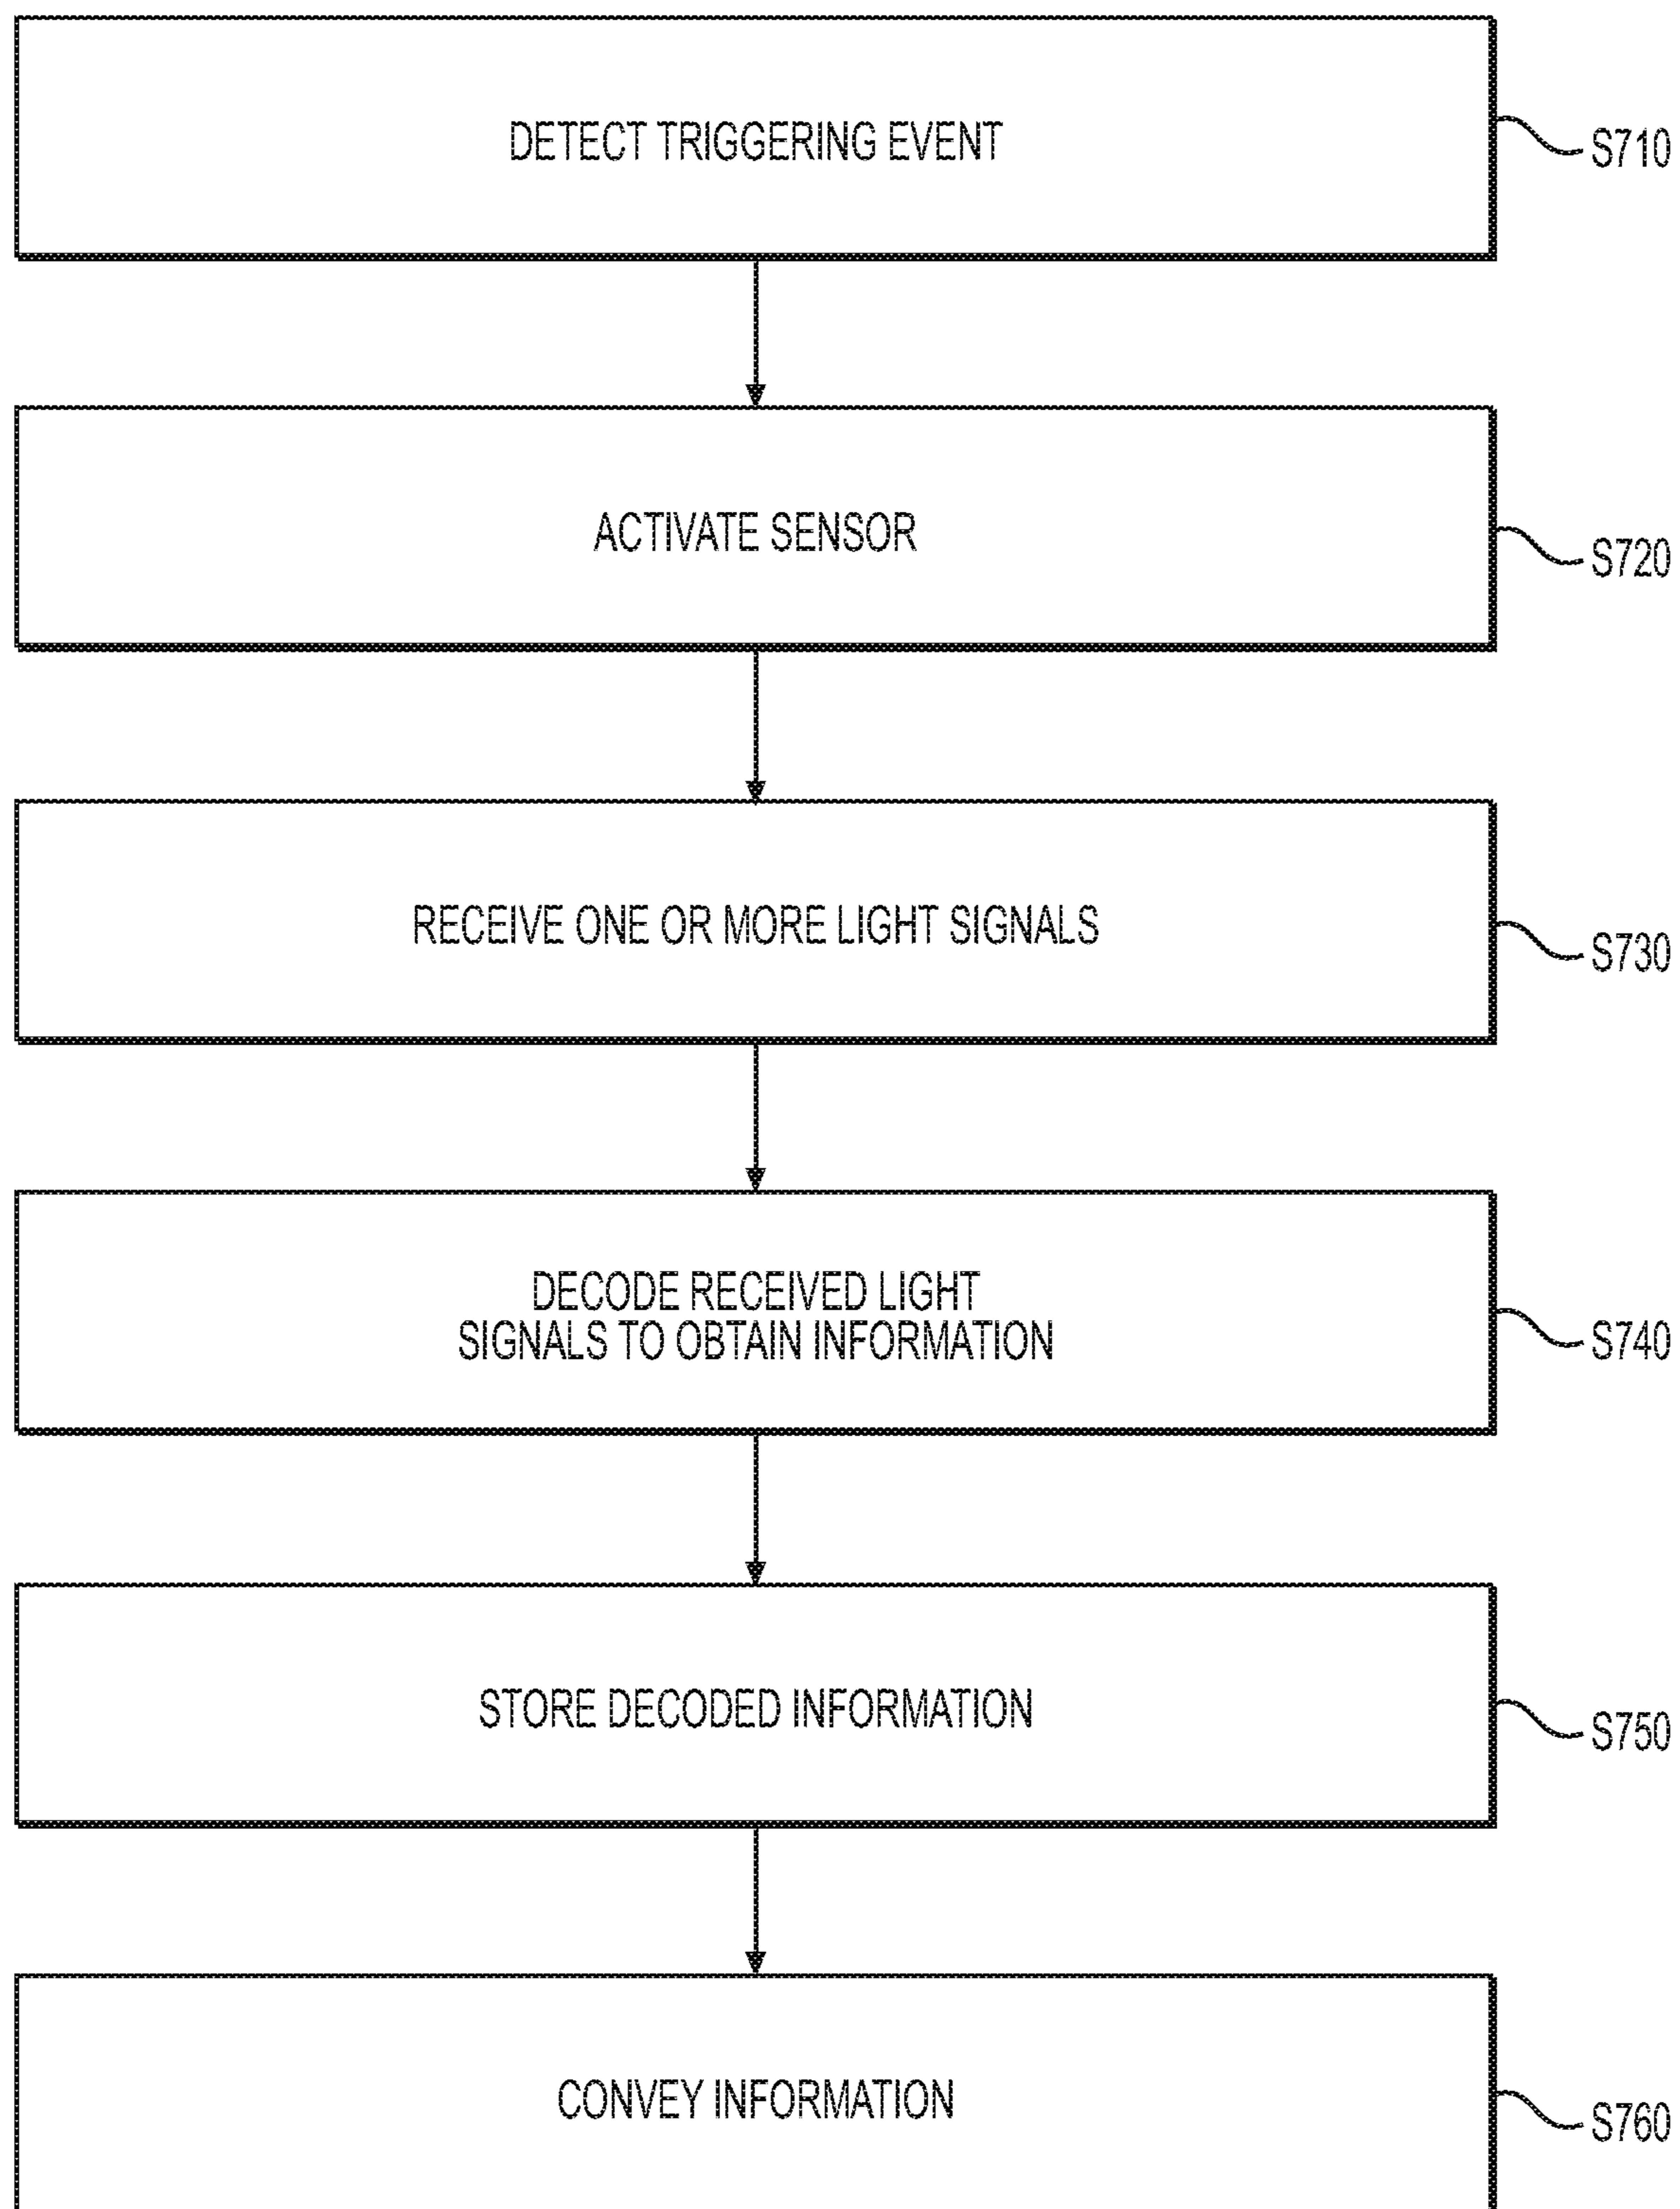 DETECT TRIGGERING EVENT
S710
ACTIVATE SENSOR
S720
RECEIVE ONE OR MORE LIGHT SIGNALS
S730
DECODE RECEIVED LIGHT
SIGNALS TO OBTAIN INFORMATION
S740
STORE DECODED INFORMATION
S750
CONVEY INFORMATION
S760